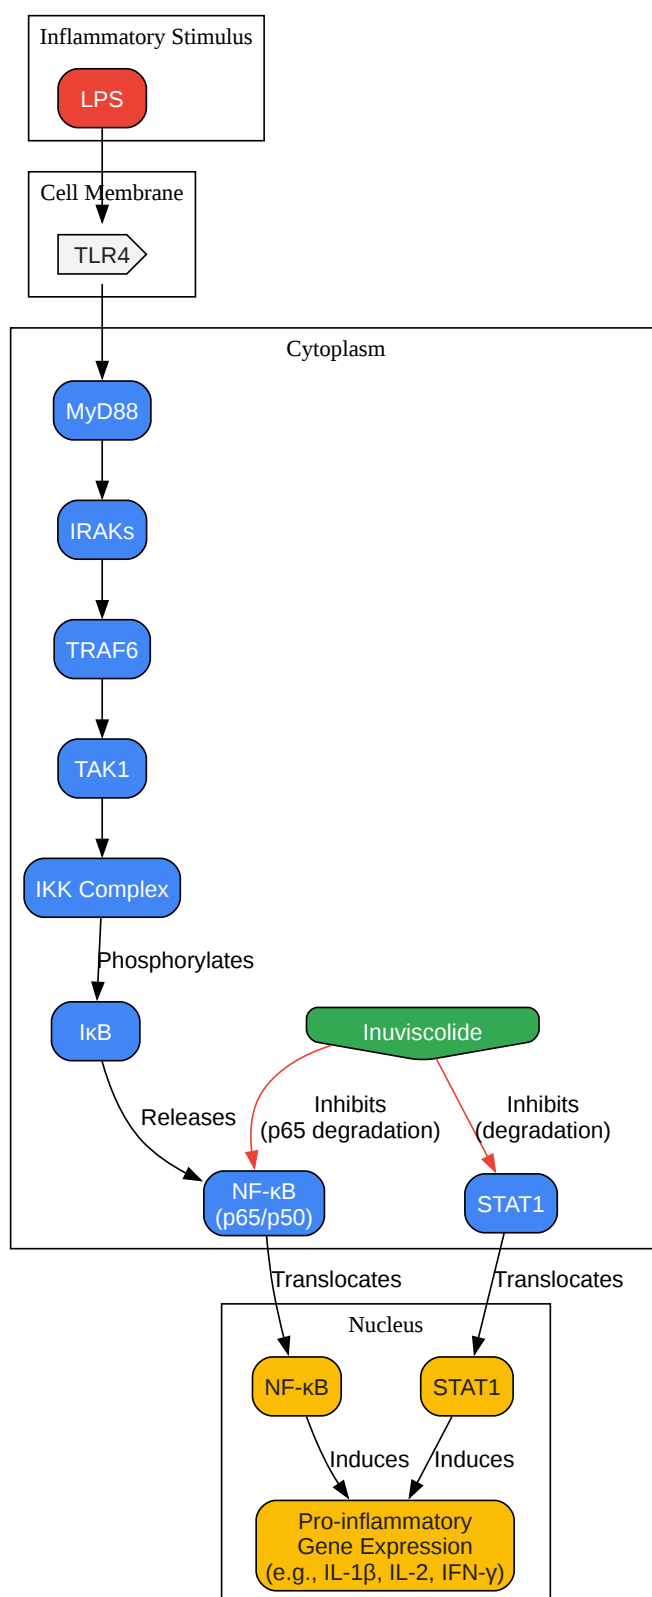 Inflammatory Stimulus
LPS
Cell Membrane
TLR4
Cytoplasm
MyD88
IRAKs
TRAF6
TAK1
IKK Complex
Phosphorylates
IκB
Inuviscolide
Releases
Inhibits
(p65 degradation)
Inhibits
(degradation)
NF-κB
(p65/p50)
STAT1
Translocates
Translocates
Nucleus
NF-κB
STAT1
Induces
Induces
Pro-inflammatory
Gene Expression
(e.g., IL-1β, IL-2, IFN-γ)